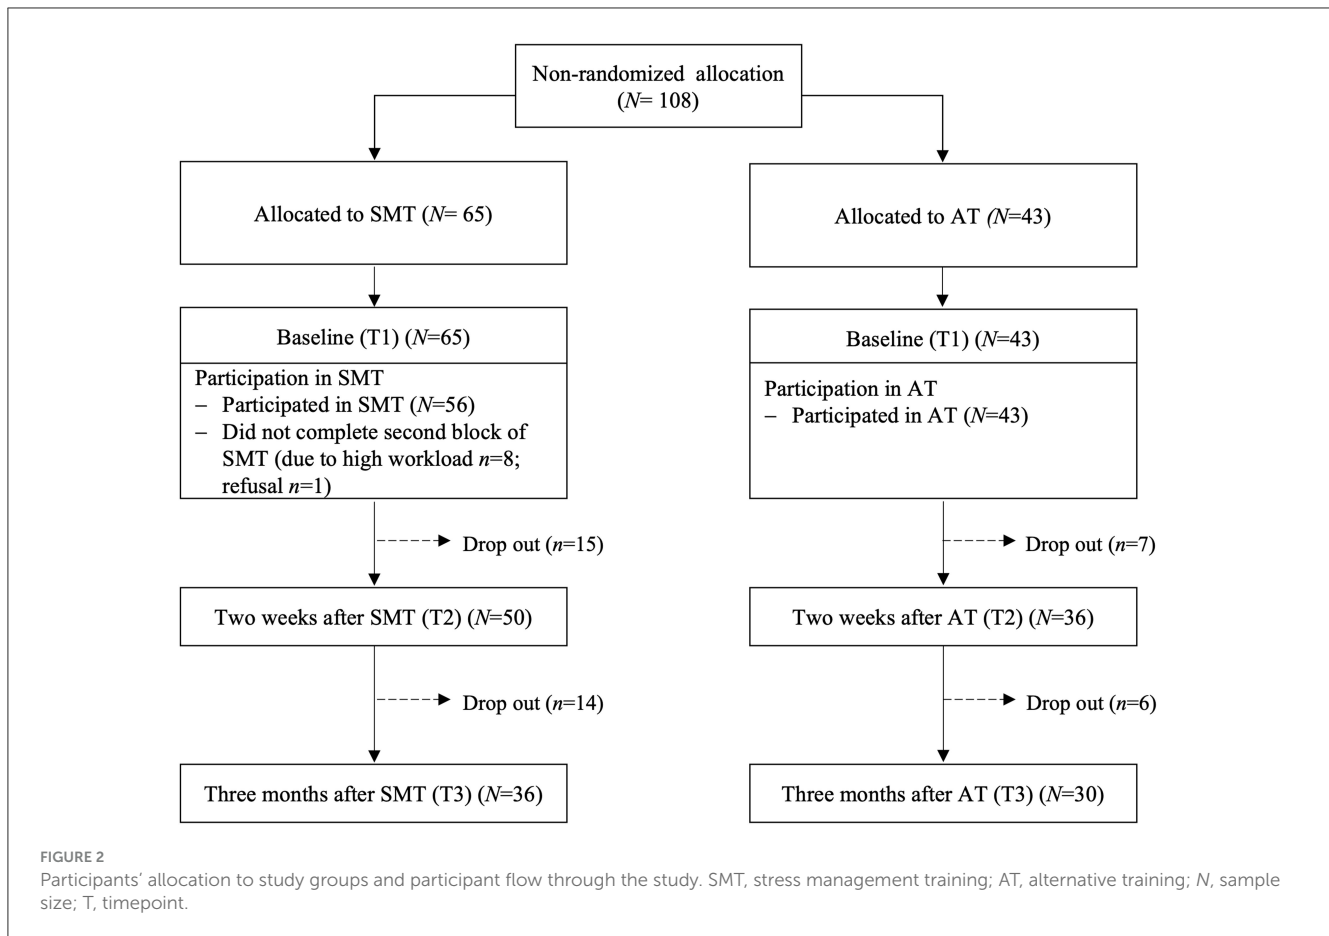 Non-randomized allocation
(N= 108)
Allocated to SMT (N= 65)
Allocated to AT (N=43)
Baseline (T1) (N=65)
Participation in SMT
– Participated in SMT (N=56)
– Did not complete second block of
SMT (due to high workload n=8;
refusal n=1)
Baseline (T1) (N=43)
Participation in AT
– Participated in AT (N=43)
Drop out (n=15)
Drop out (n=7)
Two weeks after SMT (T2) (N=50)
Two weeks after AT (T2) (N=36)
Drop out (n=14)
Drop out (n=6)
Three months after SMT (T3) (N=36)
Three months after AT (T3) (N=30)
FIGURE 2
Participants’ allocation to study groups and participant flow through the study. SMT, stress management training; AT, alternative training; N, sample
size; T, timepoint.